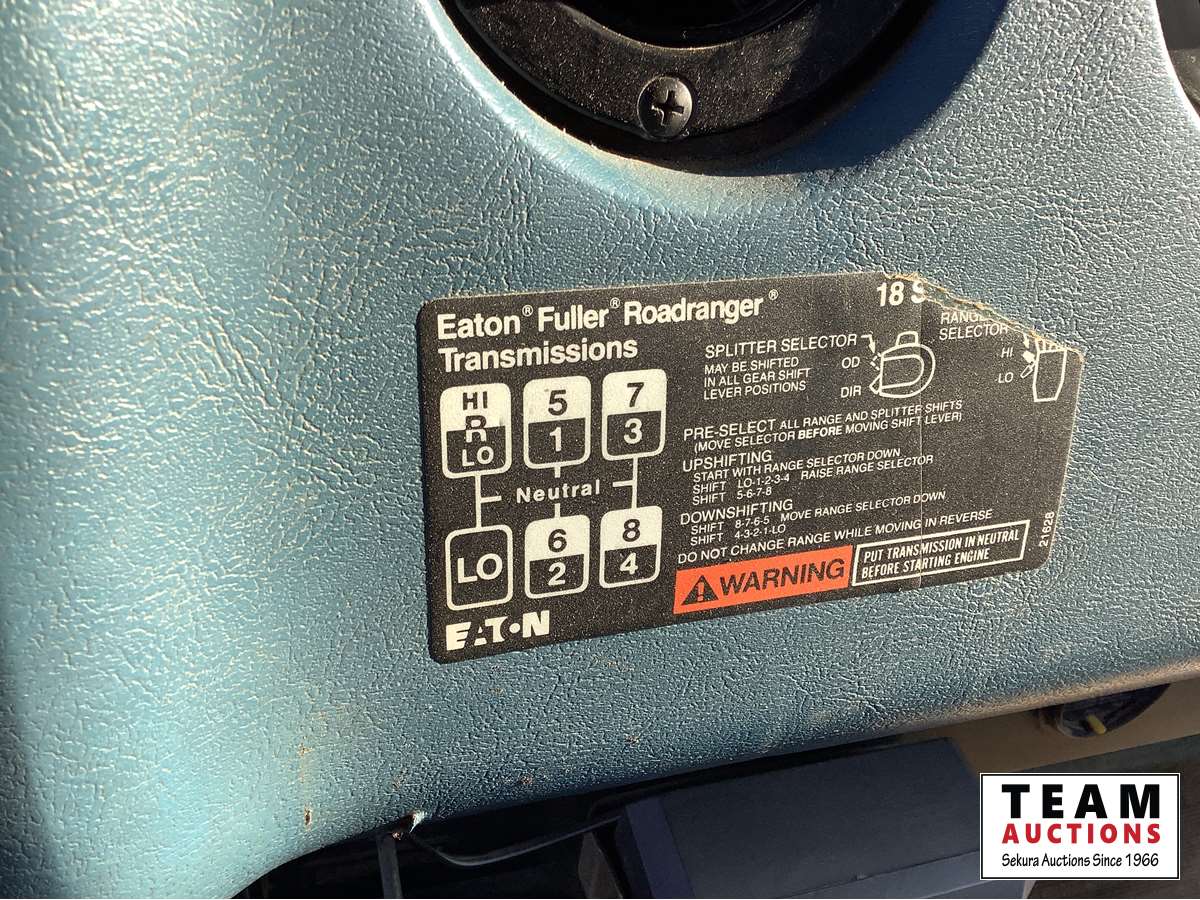 Eaton® Fuller® Roadranger®
Transmissions
18 S
HI
R
LO
5
1
7
3
Neutral
LO
6
2
8
4
EATON
SPLITTER SELECTOR
MAY BE SHIFTED
IN ALL GEAR SHIFT
LEVER POSITIONS
OD
DIR
RANGE
SELECTOR
HI
LO
PRE-SELECT ALL RANGE AND SPLITTER SHIFTS
(MOVE SELECTOR BEFORE MOVING SHIFT LEVER)
UPSHIFTING
START WITH RANGE SELECTOR DOWN
SHIFT LO-1-2-3-4 RAISE RANGE SELECTOR
SHIFT 5-6-7-8
DOWNSHIFTING
SHIFT 8-7-6-5 MOVE RANGE SELECTOR DOWN
SHIFT 4-3-2-1-LO
DO NOT CHANGE RANGE WHILE MOVING IN REVERSE
WARNING
PUT TRANSMISSION IN NEUTRAL
BEFORE STARTING ENGINE
21628
TEAM
AUCTIONS
Sekura Auctions Since 1966